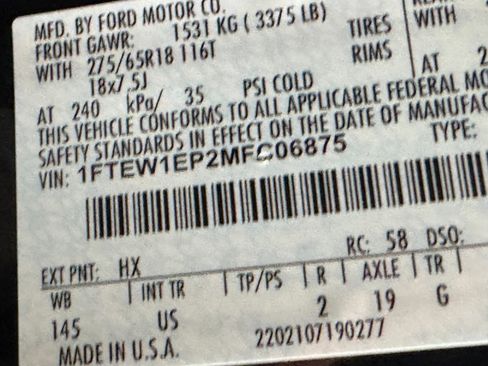 MFD. BY FORD MOTOR CO.
FRONT GAWR: 1531 KG ( 3375 LB)
WITH 275/65R18 116T TIRES
18x7.5J RIMS
AT 240 kPa/ 35 PSI COLD
WITH
AT 2
THIS VEHICLE CONFORMS TO ALL APPLICABLE FEDERAL MO
SAFETY STANDARDS IN EFFECT ON THE DATE OF MANUFAC
VIN: 1FTEW1EP2MFC06875 TYPE:
RC: 58 DSO:
EXT PNT: HX
WB INT TR TP/PS R AXLE TR
145 US 2 19 G
MADE IN U.S.A. 2202107190277